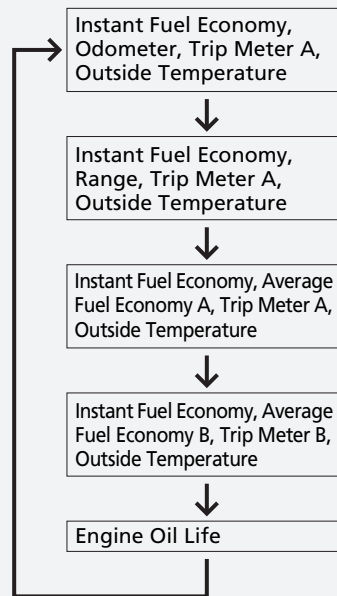 Instant Fuel Economy,
Odometer, Trip Meter A,
Outside Temperature
Instant Fuel Economy,
Range, Trip Meter A,
Outside Temperature
Instant Fuel Economy, Average
Fuel Economy A, Trip Meter A,
Outside Temperature
Instant Fuel Economy, Average
Fuel Economy B, Trip Meter B,
Outside Temperature
Engine Oil Life